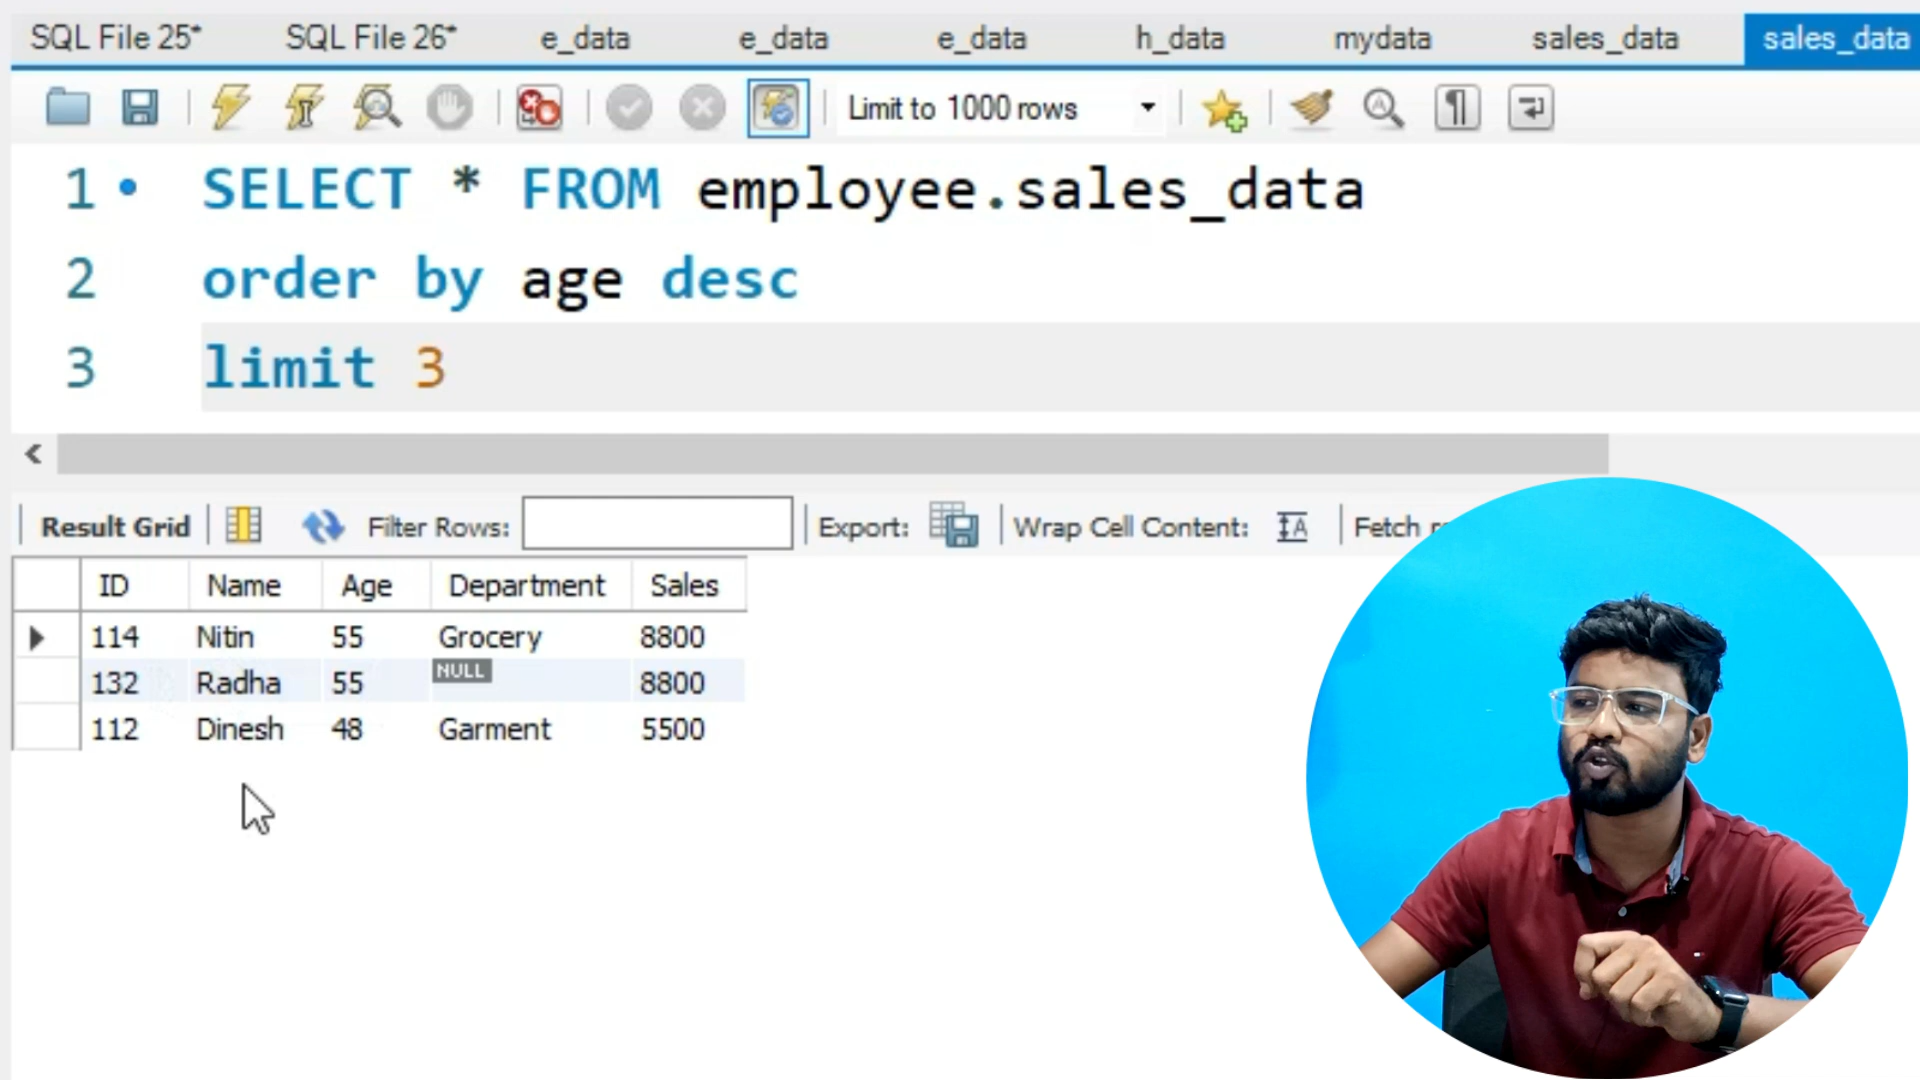 SQL File 25* SQL File 26* e_data e_data e_data h_data mydata sales_data sales_data
Limit to 1000 rows
1 SELECT * FROM employee.sales_data
2 order by age desc
3 limit 3
Result Grid Filter Rows: Export: Wrap Cell Content: Fetch
ID Name Age Department Sales
114 Nitin 55 Grocery 8800
132 Radha 55 NULL 8800
112 Dinesh 48 Garment 5500